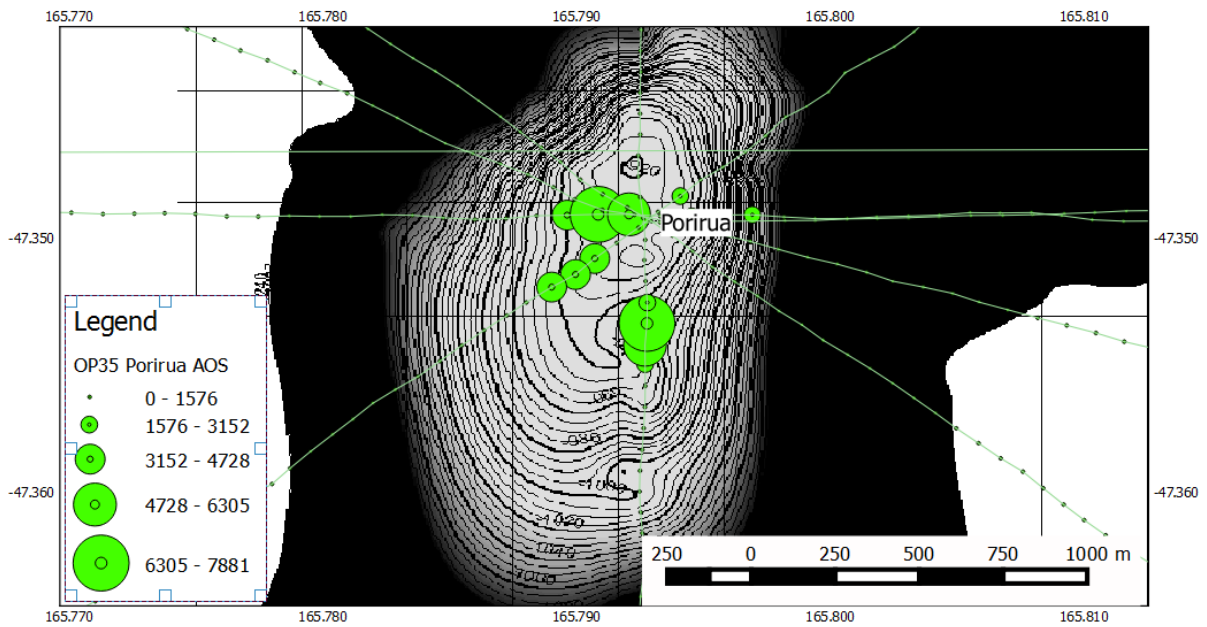 165.770 165.780 165.790 165.800 165.810
Porirua
-47.350 -47.350
Legend
OP35 Porirua AOS
0 - 1576
1576 - 3152
3152 - 4728
4728 - 6305
6305 - 7881
-1020
-47.360 -47.360
250 0 250 500 750 1000 m
165.770 165.780 165.790 165.800 165.810